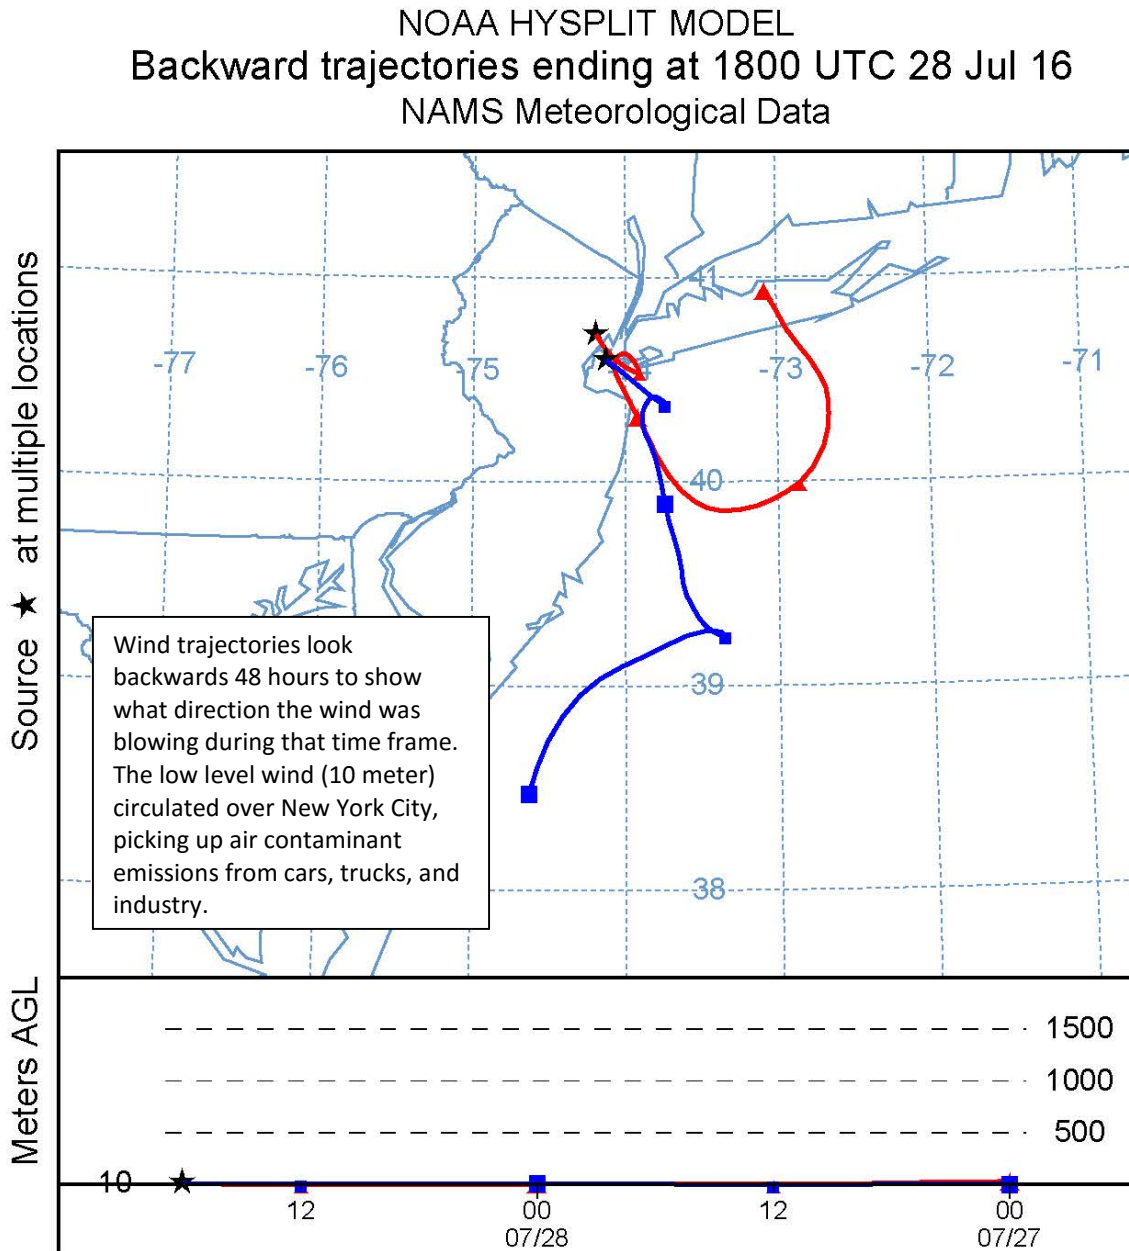 NOAA HYSPLIT MODEL
Backward trajectories ending at 1800 UTC 28 Jul 16
NAMS Meteorological Data
Source ★ at multiple locations
41
-77
-76
-75
-74
-73
-72
-71
40
39
38
Wind trajectories look
backwards 48 hours to show
what direction the wind was
blowing during that time frame.
The low level wind (10 meter)
circulated over New York City,
picking up air contaminant
emissions from cars, trucks, and
industry.
Meters AGL
1500
1000
500
10
12
00
12
00
07/28
07/27